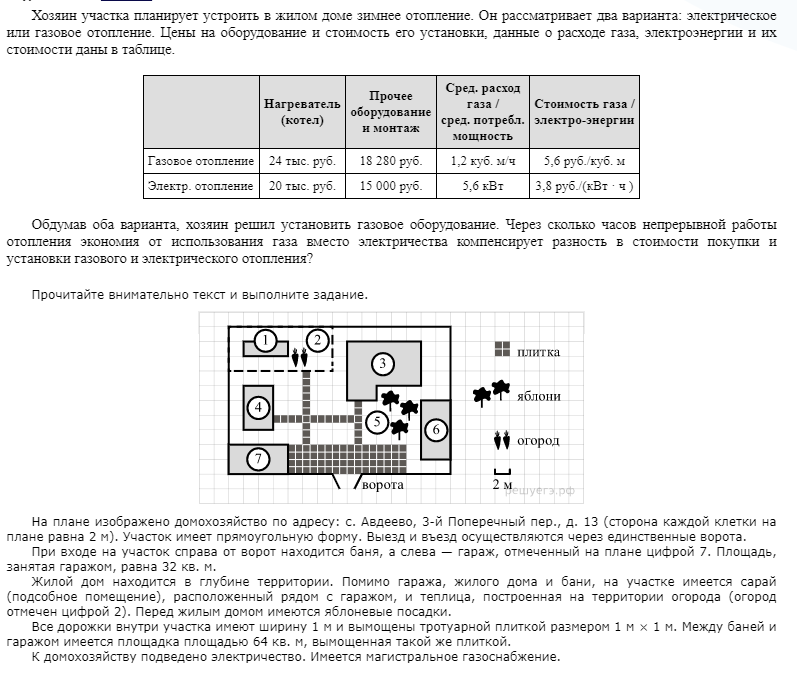 Хозяин участка планирует устроить в жилом доме зимнее отопление. Он рассматривает два варианта: электрическое
или газовое отопление. Цены на оборудование и стоимость его установки, данные о расходе газа, электроэнергии и их
стоимости даны в таблице.
Нагреватель (котел) Прочее оборудование и монтаж Сред. расход газа / сред. потребл. мощность Стоимость газа / электро-энергии
Газовое отопление 24 тыс. руб. 18 280 руб. 1,2 куб. м/ч 5,6 руб./куб. м
Электр. отопление 20 тыс. руб. 15 000 руб. 5,6 кВт 3,8 руб./(кВт · ч )
Обдумав оба варианта, хозяин решил установить газовое оборудование. Через сколько часов непрерывной работы
отопления экономия от использования газа вместо электричества компенсирует разность в стоимости покупки и
установки газового и электрического отопления?
Прочитайте внимательно текст и выполните задание.
1 2
3
4
5
6
7
ворота
плитка
яблони
огород
2 м
решуегэ.рф
На плане изображено домохозяйство по адресу: с. Авдеево, 3-й Поперечный пер., д. 13 (сторона каждой клетки на
плане равна 2 м). Участок имеет прямоугольную форму. Выезд и въезд осуществляются через единственные ворота.
При входе на участок справа от ворот находится баня, а слева — гараж, отмеченный на плане цифрой 7. Площадь,
занятая гаражом, равна 32 кв. м.
Жилой дом находится в глубине территории. Помимо гаража, жилого дома и бани, на участке имеется сарай
(подсобное помещение), расположенный рядом с гаражом, и теплица, построенная на территории огорода (огород
отмечен цифрой 2). Перед жилым домом имеются яблоневые посадки.
Все дорожки внутри участка имеют ширину 1 м и вымощены тротуарной плиткой размером 1 м × 1 м. Между баней и
гаражом имеется площадка площадью 64 кв. м, вымощенная такой же плиткой.
К домохозяйству подведено электричество. Имеется магистральное газоснабжение.